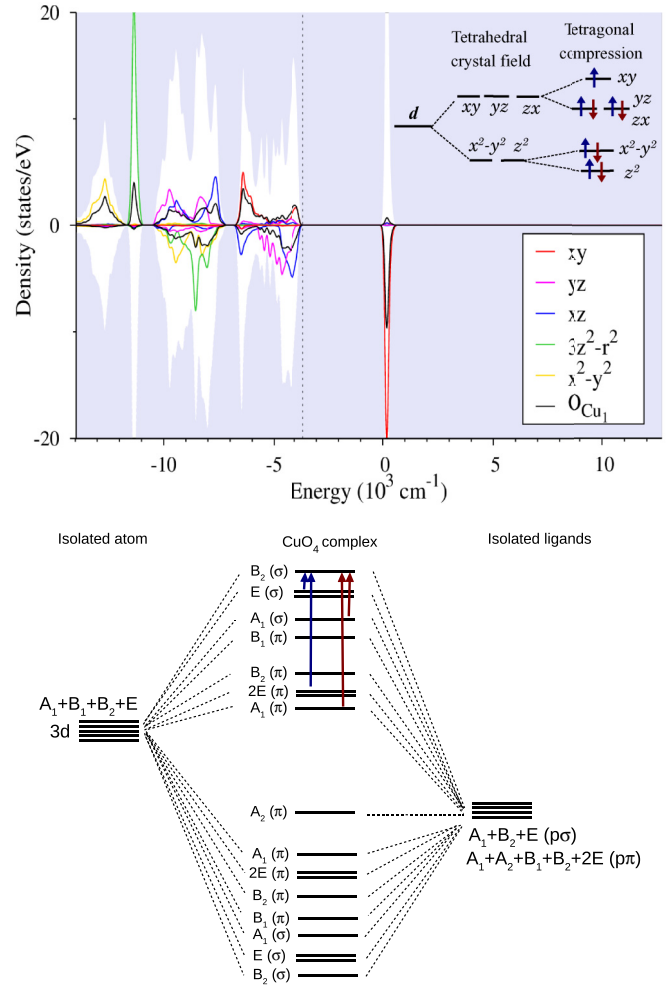 20
0
-20
Density (states/eV)
-10
-5
0
5
10
Energy (10³ cm⁻¹)
Tetrahedral
crystal field
Tetragonal
compression
d
xy yz zx
x²-y² z²
xy
yz
zx
x²-y²
z²
xy
yz
xz
3z²-r²
x²-y²
O_Cu₁
Isolated atom
CuO₄ complex
Isolated ligands
B₂ (σ)
E (σ)
A₁ (σ)
B₁ (π)
B₂ (π)
2E (π)
A₁ (π)
A₁+B₁+B₂+E
3d
A₂ (π)
A₁+B₂+E (pσ)
A₁+A₂+B₁+B₂+2E (pπ)
A₁ (π)
2E (π)
B₂ (π)
B₁ (π)
A₁ (σ)
E (σ)
B₂ (σ)